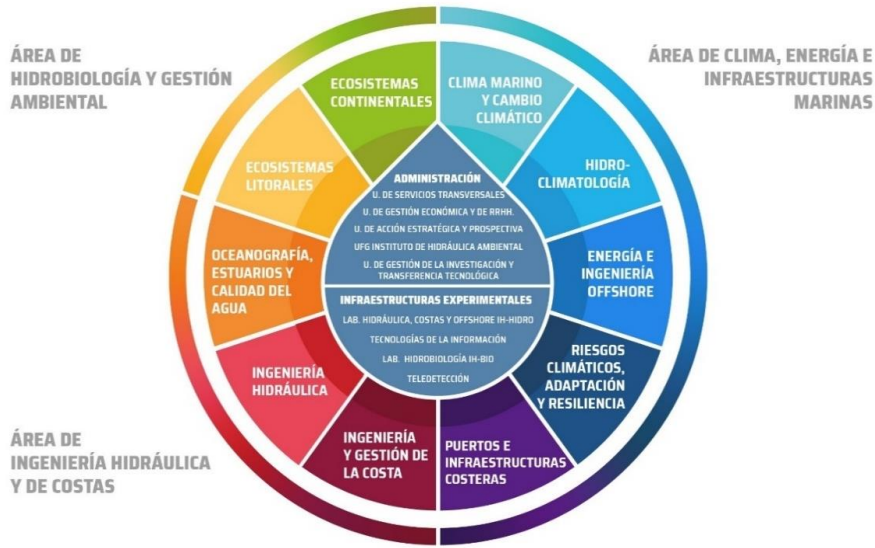 ÁREA DE
HIDROBIOLOGÍA Y GESTIÓN
AMBIENTAL
ÁREA DE CLIMA, ENERGÍA E
INFRAESTRUCTURAS
MARINAS
ECOSISTEMAS
CONTINENTALES
CLIMA MARINO
Y CAMBIO
CLIMÁTICO
ECOSISTEMAS
LITORALES
HIDRO-
CLIMATOLOGÍA
OCEANOGRAFÍA,
ESTUARIOS Y
CALIDAD DEL
AGUA
ENERGÍA E
INGENIERÍA
OFFSHORE
INGENIERÍA
HIDRÁULICA
RIESGOS
CLIMÁTICOS,
ADAPTACIÓN
Y RESILIENCIA
INGENIERÍA
Y GESTIÓN DE
LA COSTA
PUERTOS E
INFRAESTRUCTURAS
COSTERAS
ADMINISTRACIÓN
U. DE SERVICIOS TRANSVERSALES
U. DE GESTIÓN ECONÓMICA Y DE RRHH.
U. DE ACCIÓN ESTRATÉGICA Y PROSPECTIVA
UFG INSTITUTO DE HIDRÁULICA AMBIENTAL
U. DE GESTIÓN DE LA INVESTIGACIÓN Y
TRANSFERENCIA TECNOLÓGICA
INFRAESTRUCTURAS EXPERIMENTALES
LAB. HIDRÁULICA, COSTAS Y OFFSHORE IH-HIDRO
TECNOLOGÍAS DE LA INFORMACIÓN
LAB. HIDROBIOLOGÍA IH-BIO
TELEDETECCIÓN
ÁREA DE
INGENIERÍA HIDRÁULICA
Y DE COSTAS